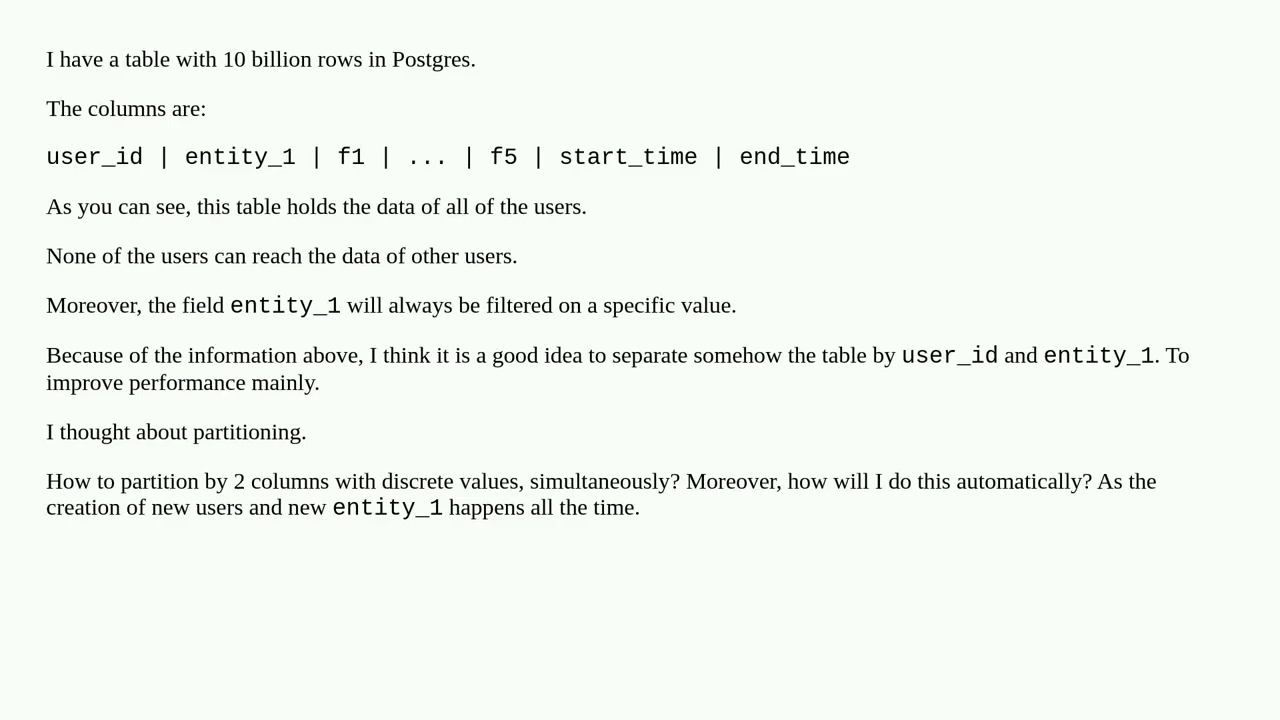 I have a table with 10 billion rows in Postgres.
The columns are:
user_id | entity_1 | f1 | ... | f5 | start_time | end_time
As you can see, this table holds the data of all of the users.
None of the users can reach the data of other users.
Moreover, the field entity_1 will always be filtered on a specific value.
Because of the information above, I think it is a good idea to separate somehow the table by user_id and entity_1. To
improve performance mainly.
I thought about partitioning.
How to partition by 2 columns with discrete values, simultaneously? Moreover, how will I do this automatically? As the
creation of new users and new entity_1 happens all the time.